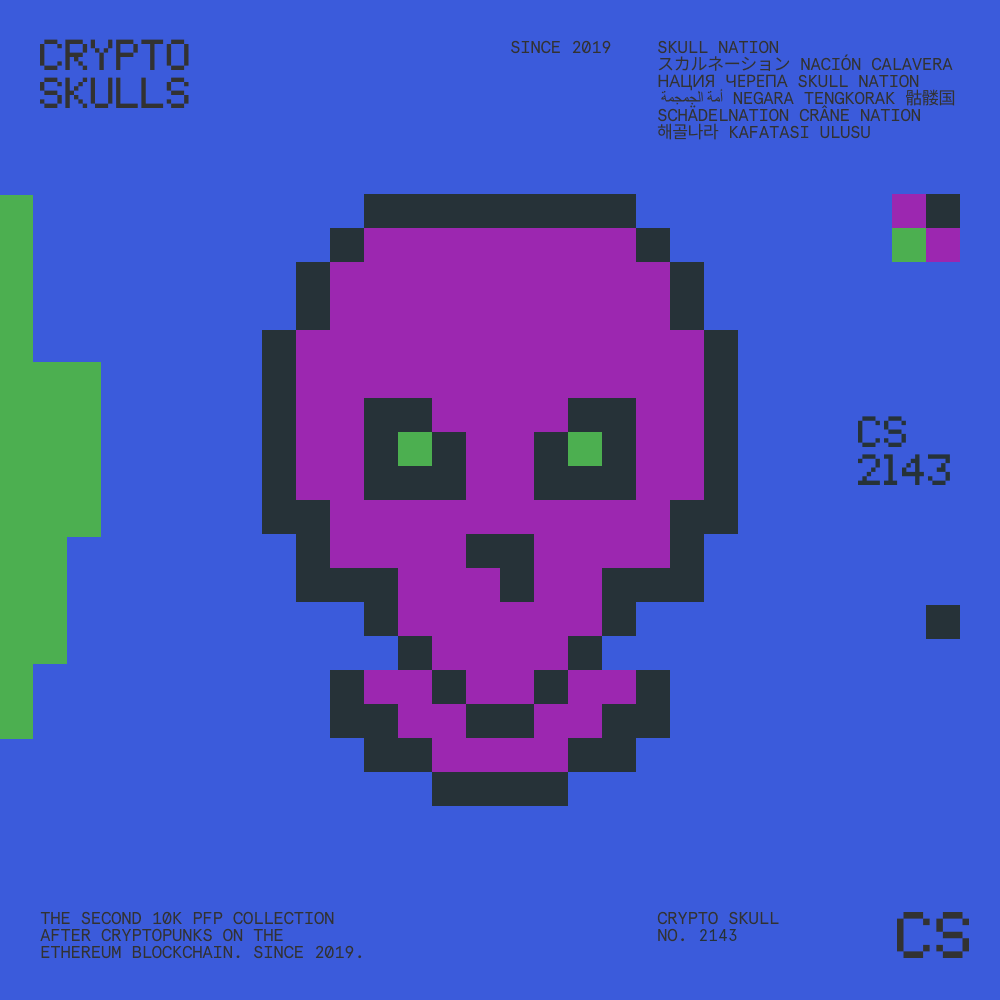 CRYPTO
SKULLS
SINCE 2019
SKULL NATION
スカルネーション NACIÓN CALAVERA
НАЦИЯ ЧЕРЕПА SKULL NATION
أمة الجمجمة NEGARA TENGKORAK 骷髅国
SCHÄDELNATION CRÂNE NATION
해골나라 KAFATASI ULUSU
CS
2143
THE SECOND 10K PFP COLLECTION
AFTER CRYPTOPUNKS ON THE
ETHEREUM BLOCKCHAIN. SINCE 2019.
CRYPTO SKULL
NO. 2143
CS